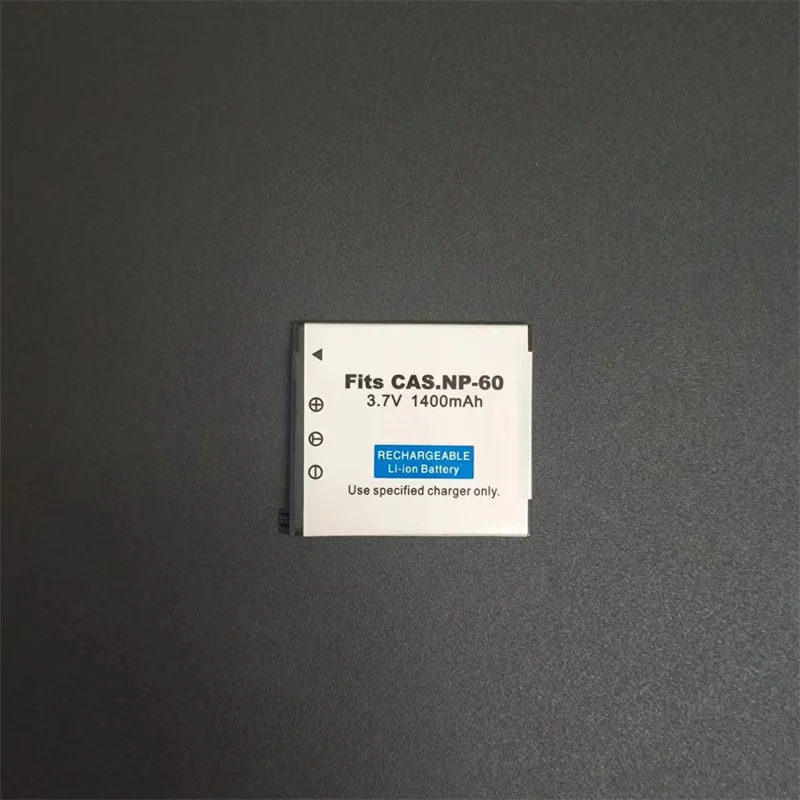 Fits CAS.NP-60
3.7V 1400mAh
RECHARGEABLE
Li-ion Battery
Use specified charger only.